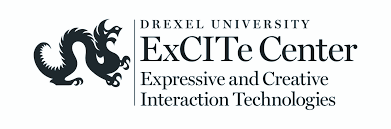 DREXEL UNIVERSITY
ExCITe Center
Expressive and Creative
Interaction Technologies